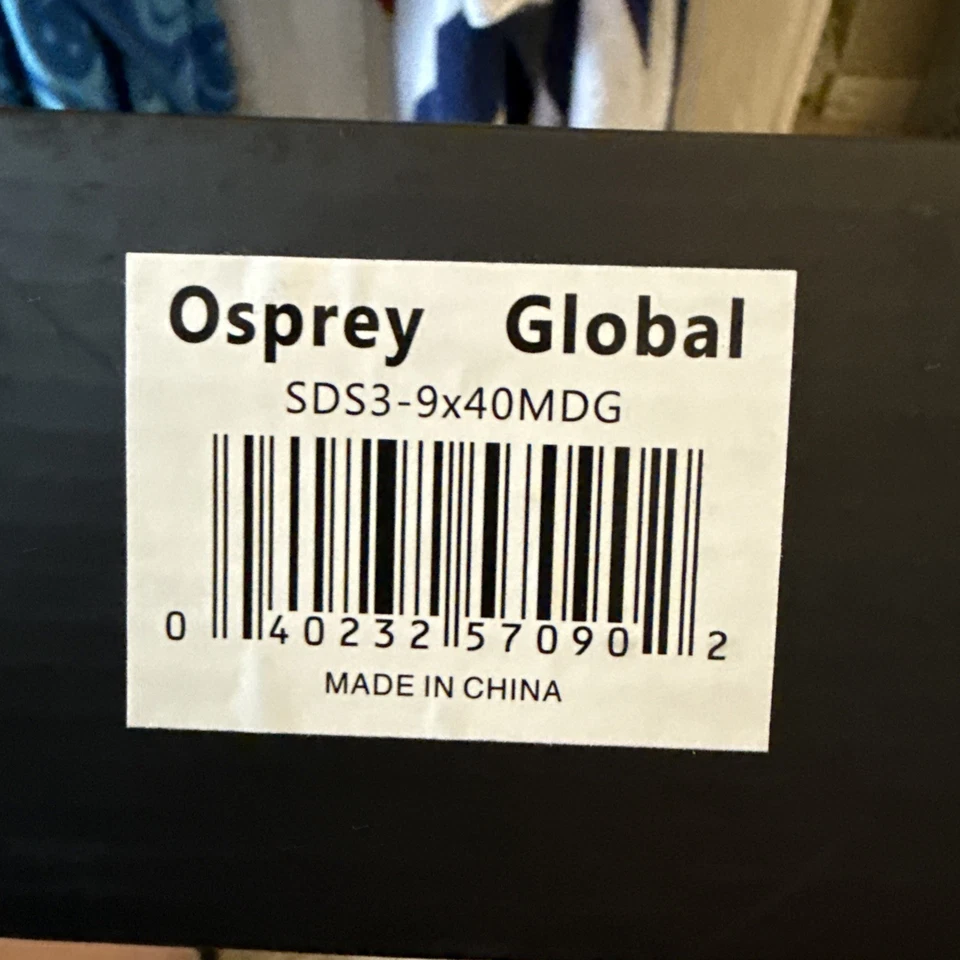 Osprey Global
SDS3-9x40MDG
0 40232 57090 2
MADE IN CHINA